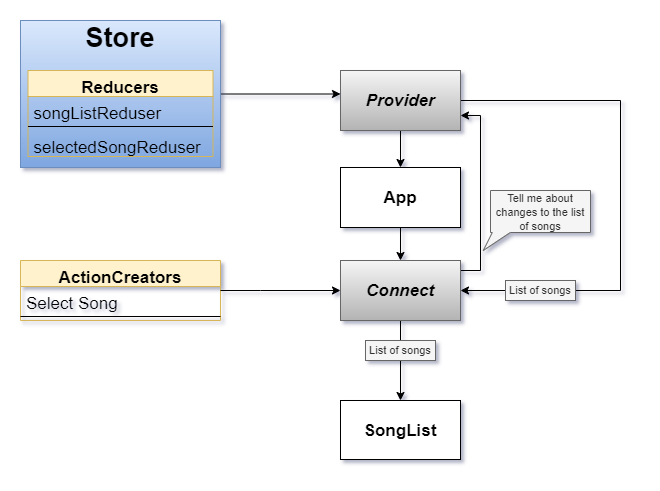 Store
Reducers
songListReduser
selectedSongReduser
Provider
Tell me about
changes to the list
of songs
App
ActionCreators
Select Song
Connect
List of songs
List of songs
SongList